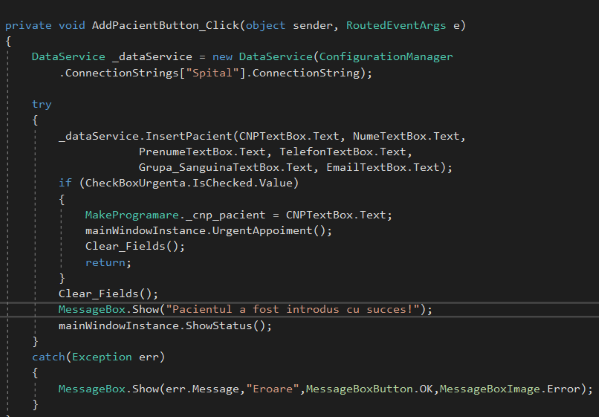 private void AddPacientButton_Click(object sender, RoutedEventArgs e)
{
DataService _dataService = new DataService(ConfigurationManager
.ConnectionStrings["Spital"].ConnectionString);
try
{
_dataService.InsertPacient(CNPTextBox.Text, NumeTextBox.Text,
PrenumeTextBox.Text, TelefonTextBox.Text,
Grupa_SanguinaTextBox.Text, EmailTextBox.Text);
if (CheckBoxUrgenta.IsChecked.Value)
{
MakeProgramare._cnp_pacient = CNPTextBox.Text;
mainWindowInstance.UrgentAppoiment();
Clear_Fields();
return;
}
Clear_Fields();
MessageBox.Show("Pacientul a fost introdus cu succes!");
mainWindowInstance.ShowStatus();
}
catch(Exception err)
{
MessageBox.Show(err.Message,"Eroare",MessageBoxButton.OK,MessageBoxImage.Error);
}